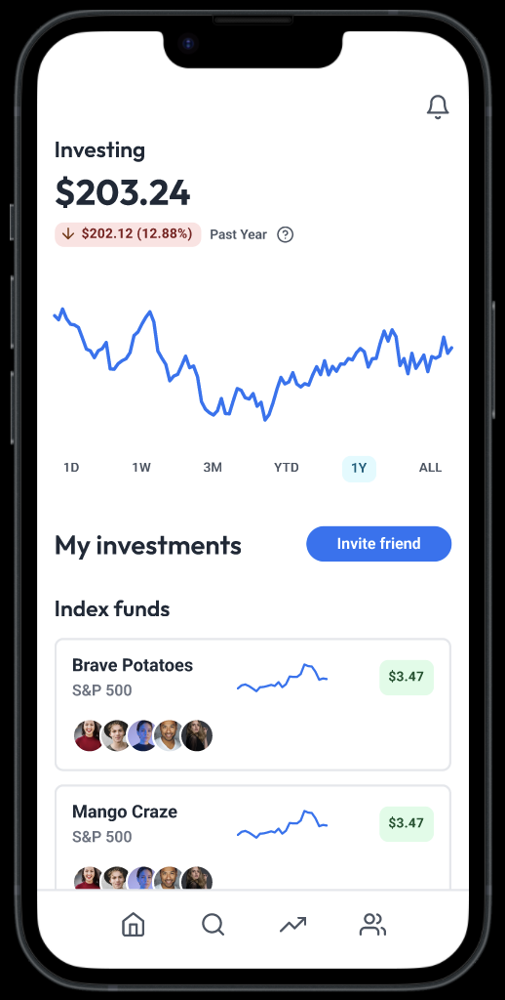 Investing
$203.24
$202.12 (12.88%) Past Year ?
1D 1W 3M YTD 1Y ALL
My investments Invite friend
Index funds
Brave Potatoes
$3.47
S&P 500
Mango Craze
$3.47
S&P 500